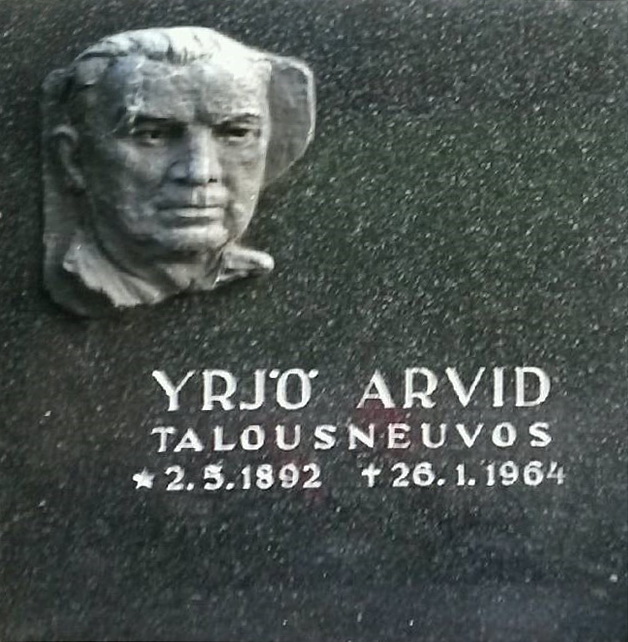 YRJÖ ARVID
TALOUSNEUVOS
★ 2.5.1892 ✝ 26.1.1964